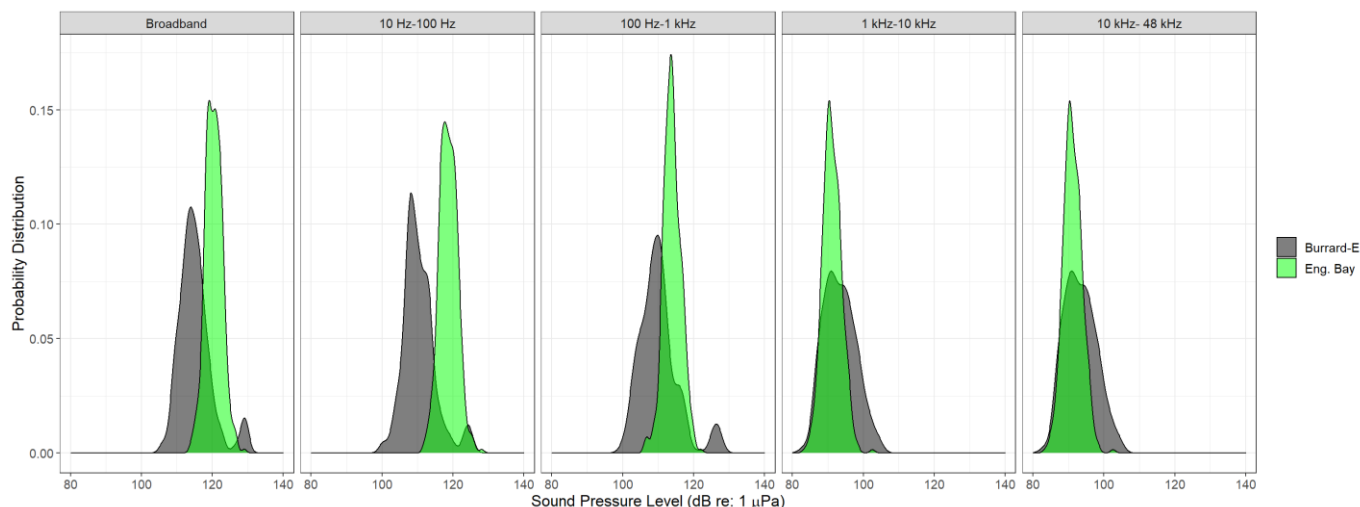 Broadband
10 Hz-100 Hz
100 Hz-1 kHz
1 kHz-10 kHz
10 kHz- 48 kHz
Probability Distribution
0.15
0.10
0.05
0.00
80 100 120 140
80 100 120 140
80 100 120 140
80 100 120 140
80 100 120 140
Sound Pressure Level (dB re: 1 μPa)
Burrard-E
Eng. Bay